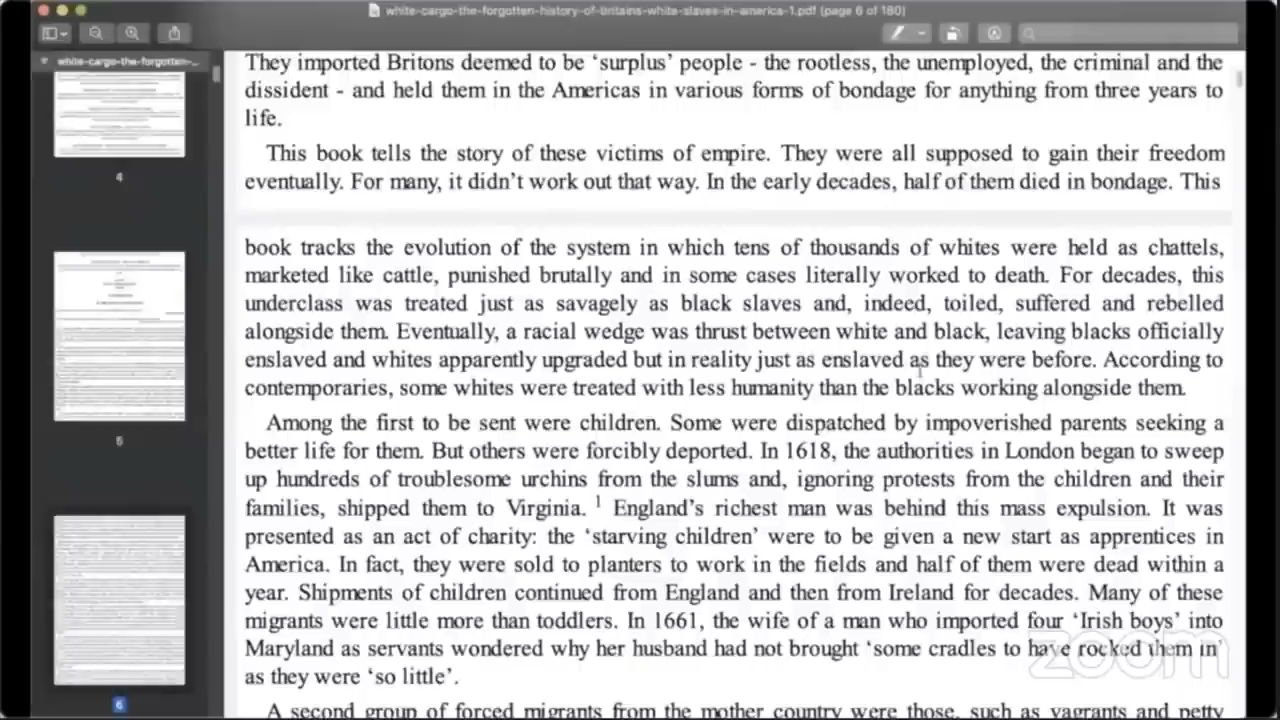 white-cargo-the-forgotten-history-of-britains-white-slaves-in-america-1.pdf (page 6 of 180)
white-cargo-the-forgotten-...
They imported Britons deemed to be ‘surplus’ people - the rootless, the unemployed, the criminal and the
dissident - and held them in the Americas in various forms of bondage for anything from three years to
life.
This book tells the story of these victims of empire. They were all supposed to gain their freedom
eventually. For many, it didn’t work out that way. In the early decades, half of them died in bondage. This
book tracks the evolution of the system in which tens of thousands of whites were held as chattels,
marketed like cattle, punished brutally and in some cases literally worked to death. For decades, this
underclass was treated just as savagely as black slaves and, indeed, toiled, suffered and rebelled
alongside them. Eventually, a racial wedge was thrust between white and black, leaving blacks officially
enslaved and whites apparently upgraded but in reality just as enslaved as they were before. According to
contemporaries, some whites were treated with less humanity than the blacks working alongside them.
Among the first to be sent were children. Some were dispatched by impoverished parents seeking a
better life for them. But others were forcibly deported. In 1618, the authorities in London began to sweep
up hundreds of troublesome urchins from the slums and, ignoring protests from the children and their
families, shipped them to Virginia. 1 England’s richest man was behind this mass expulsion. It was
presented as an act of charity: the ‘starving children’ were to be given a new start as apprentices in
America. In fact, they were sold to planters to work in the fields and half of them were dead within a
year. Shipments of children continued from England and then from Ireland for decades. Many of these
migrants were little more than toddlers. In 1661, the wife of a man who imported four ‘Irish boys’ into
Maryland as servants wondered why her husband had not brought ‘some cradles to have rocked them in’
as they were ‘so little’.
A second group of forced migrants from the mother country were those, such as vagrants and petty
4
5
6
zoom